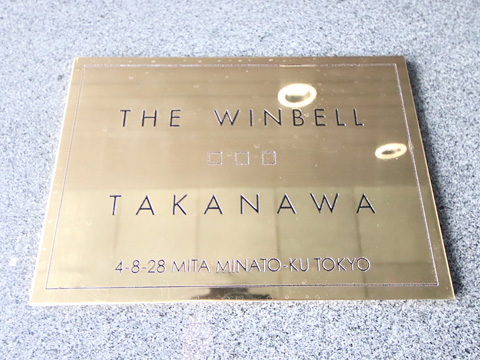 THE WINBELL
TAKANAWA
4-8-28 MITA MINATO-KU TOKYO